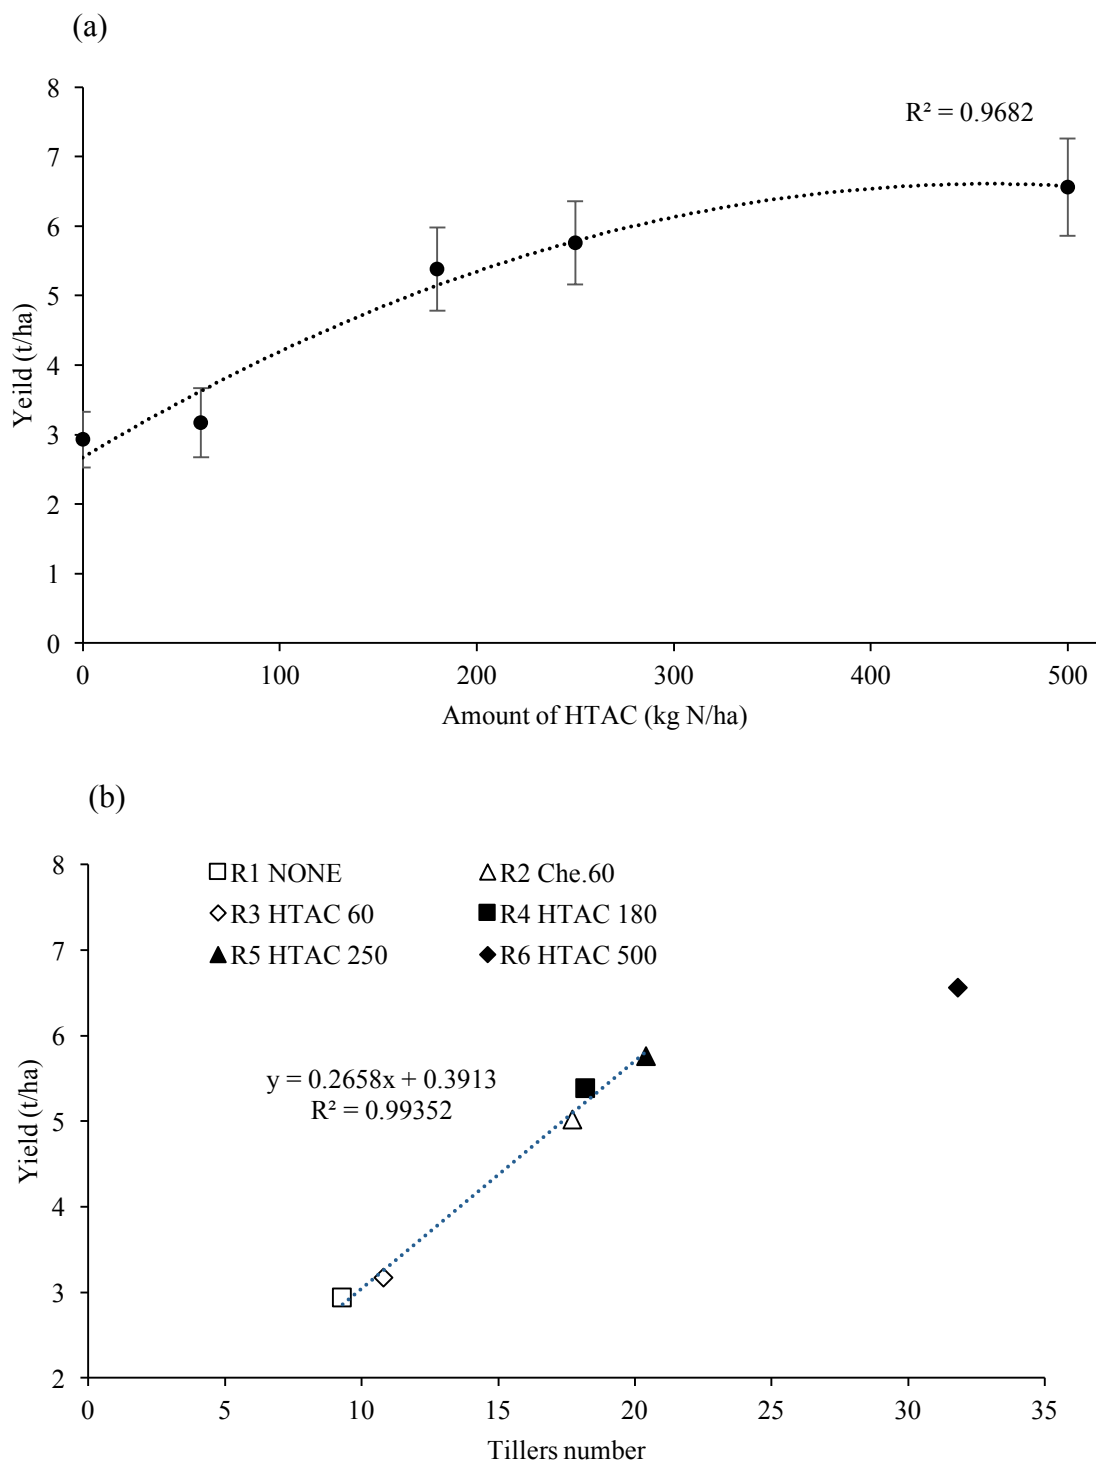 (a)
8
7
6
5
4
3
2
1
0
R² = 0.9682
Yeild (t/ha)
0 100 200 300 400 500
Amount of HTAC (kg N/ha)
(b)
8
7
6
5
4
3
2
R1 NONE R2 Che.60
R3 HTAC 60 R4 HTAC 180
R5 HTAC 250 R6 HTAC 500
y = 0.2658x + 0.3913
R² = 0.99352
Yield (t/ha)
0 5 10 15 20 25 30 35
Tillers number